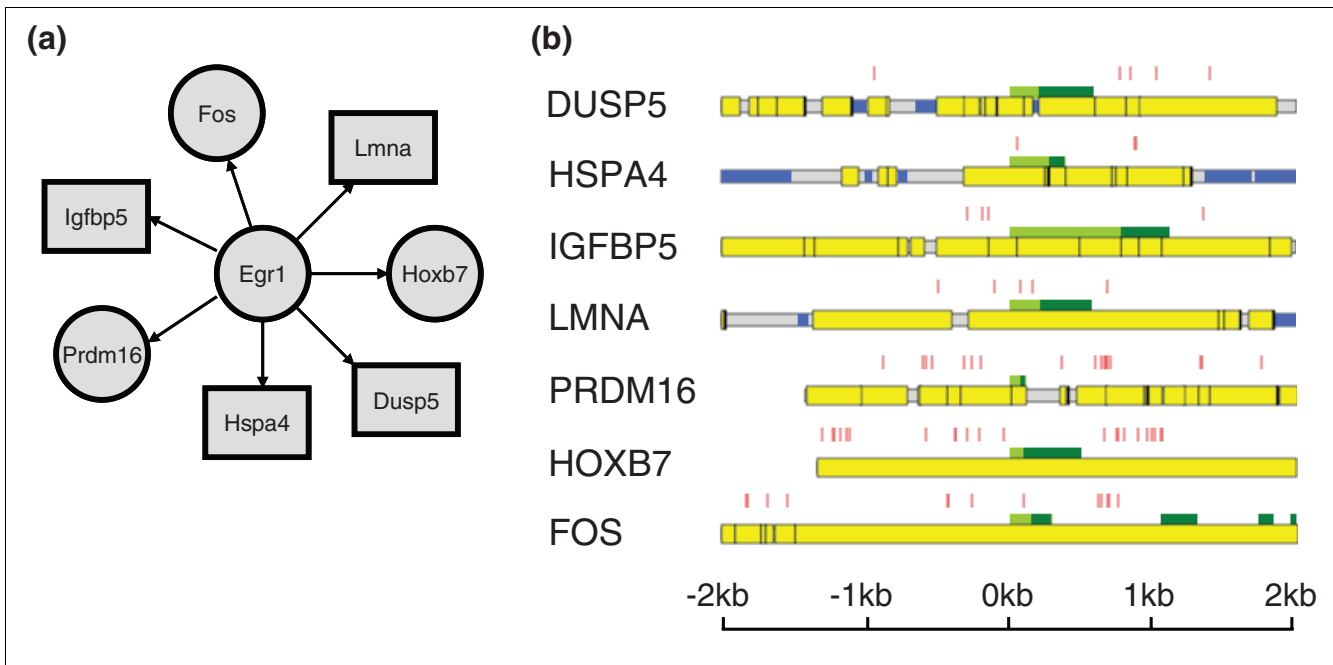 (a)
Fos
Lmna
Igfbp5
Egr1
Hoxb7
Prdm16
Hspa4
Dusp5
(b)
DUSP5
HSPA4
IGFBP5
LMNA
PRDM16
HOXB7
FOS
-2kb -1kb 0kb 1kb 2kb